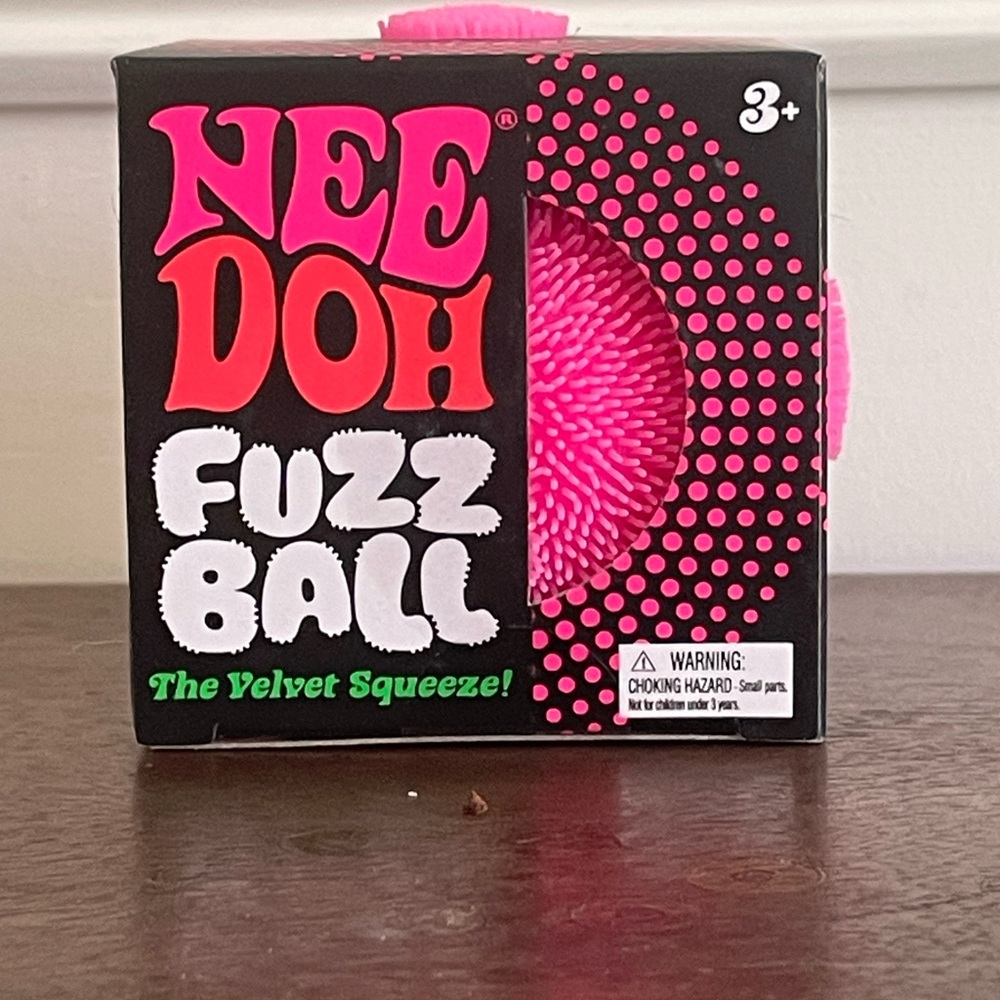 NEE
DOH®
FUZZ
BALL
The Velvet Squeeze!
3+
⚠ WARNING:
CHOKING HAZARD - Small parts.
Not for children under 3 years.